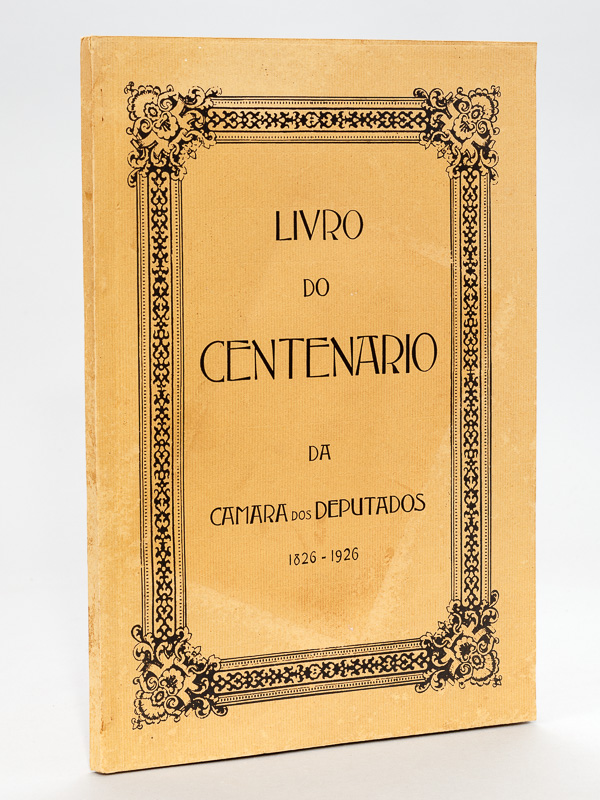 LIVRO
DO
CENTENARIO
DA
CAMARA DOS DEPUTADOS
1826 - 1926